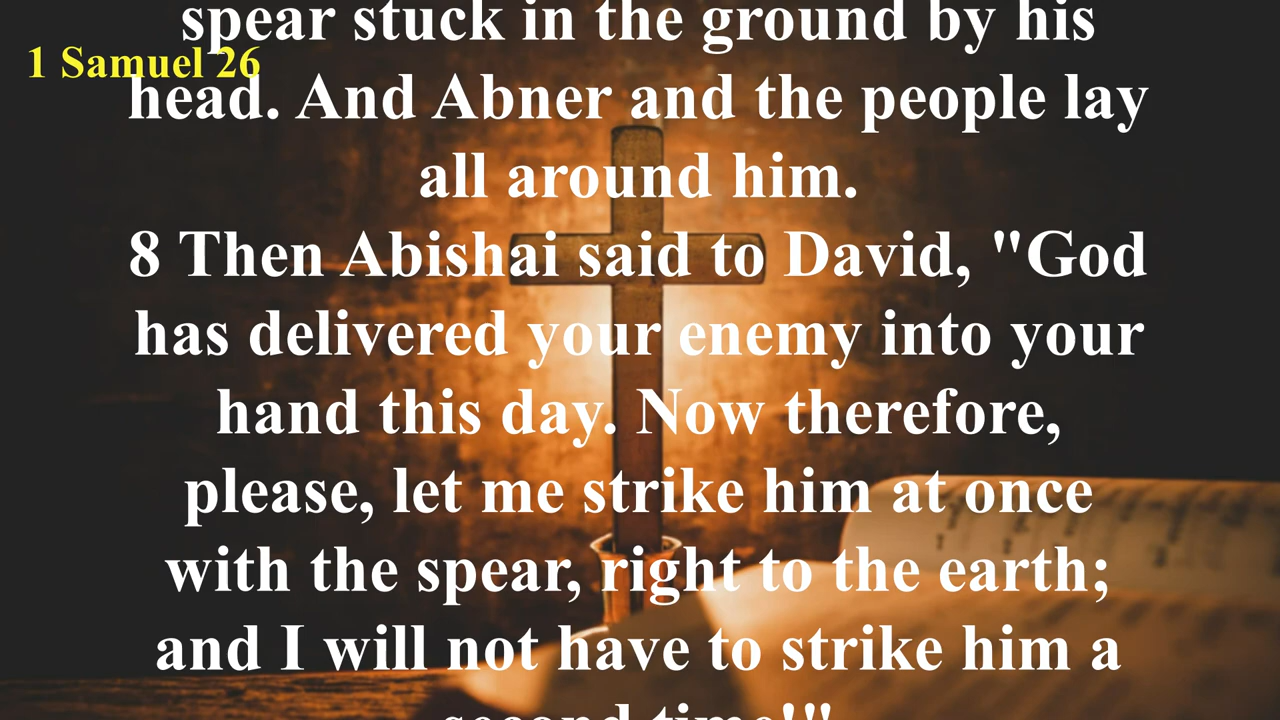 spear stuck in the ground by his
1 Samuel 26
head. And Abner and the people lay
all around him.
8 Then Abishai said to David, "God
has delivered your enemy into your
hand this day. Now therefore,
please, let me strike him at once
with the spear, right to the earth;
and I will not have to strike him a
second time!"